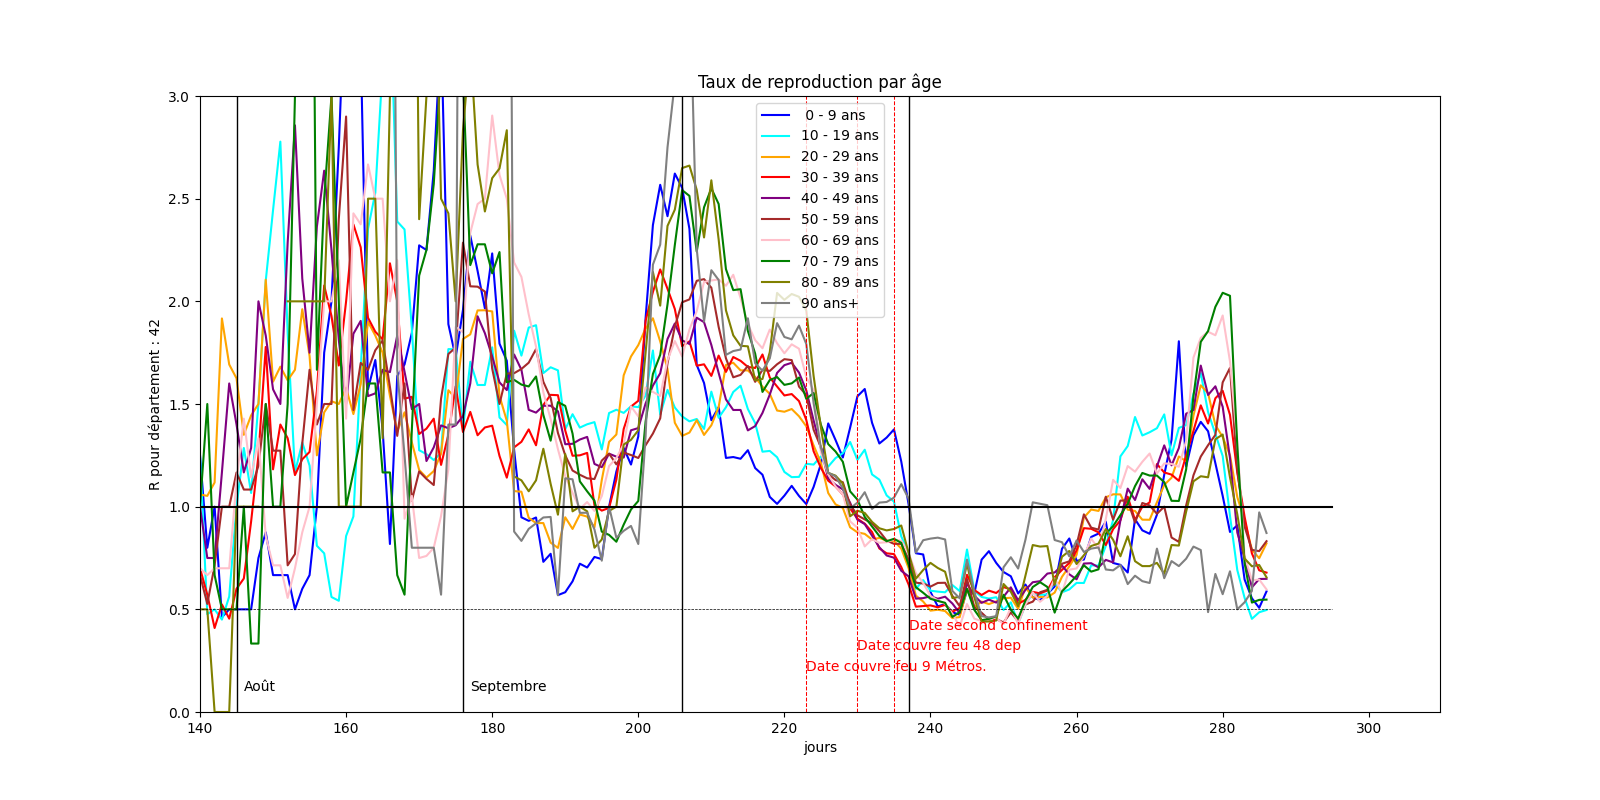 Taux de reproduction par âge
R pour département : 42
3.0
2.5
2.0
1.5
1.0
0.5
0.0
0 - 9 ans
10 - 19 ans
20 - 29 ans
30 - 39 ans
40 - 49 ans
50 - 59 ans
60 - 69 ans
70 - 79 ans
80 - 89 ans
90 ans+
Date second confinement
Date couvre feu 48 dep
Date couvre feu 9 Métros.
Août
Septembre
140 160 180 200 220 240 260 280 300
jours